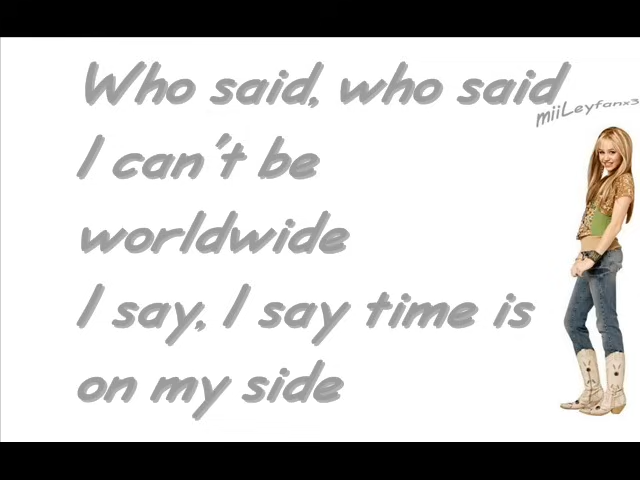 Who said, who said
miiLeyfanx3
I can't be
worldwide
I say, I say time is
on my side